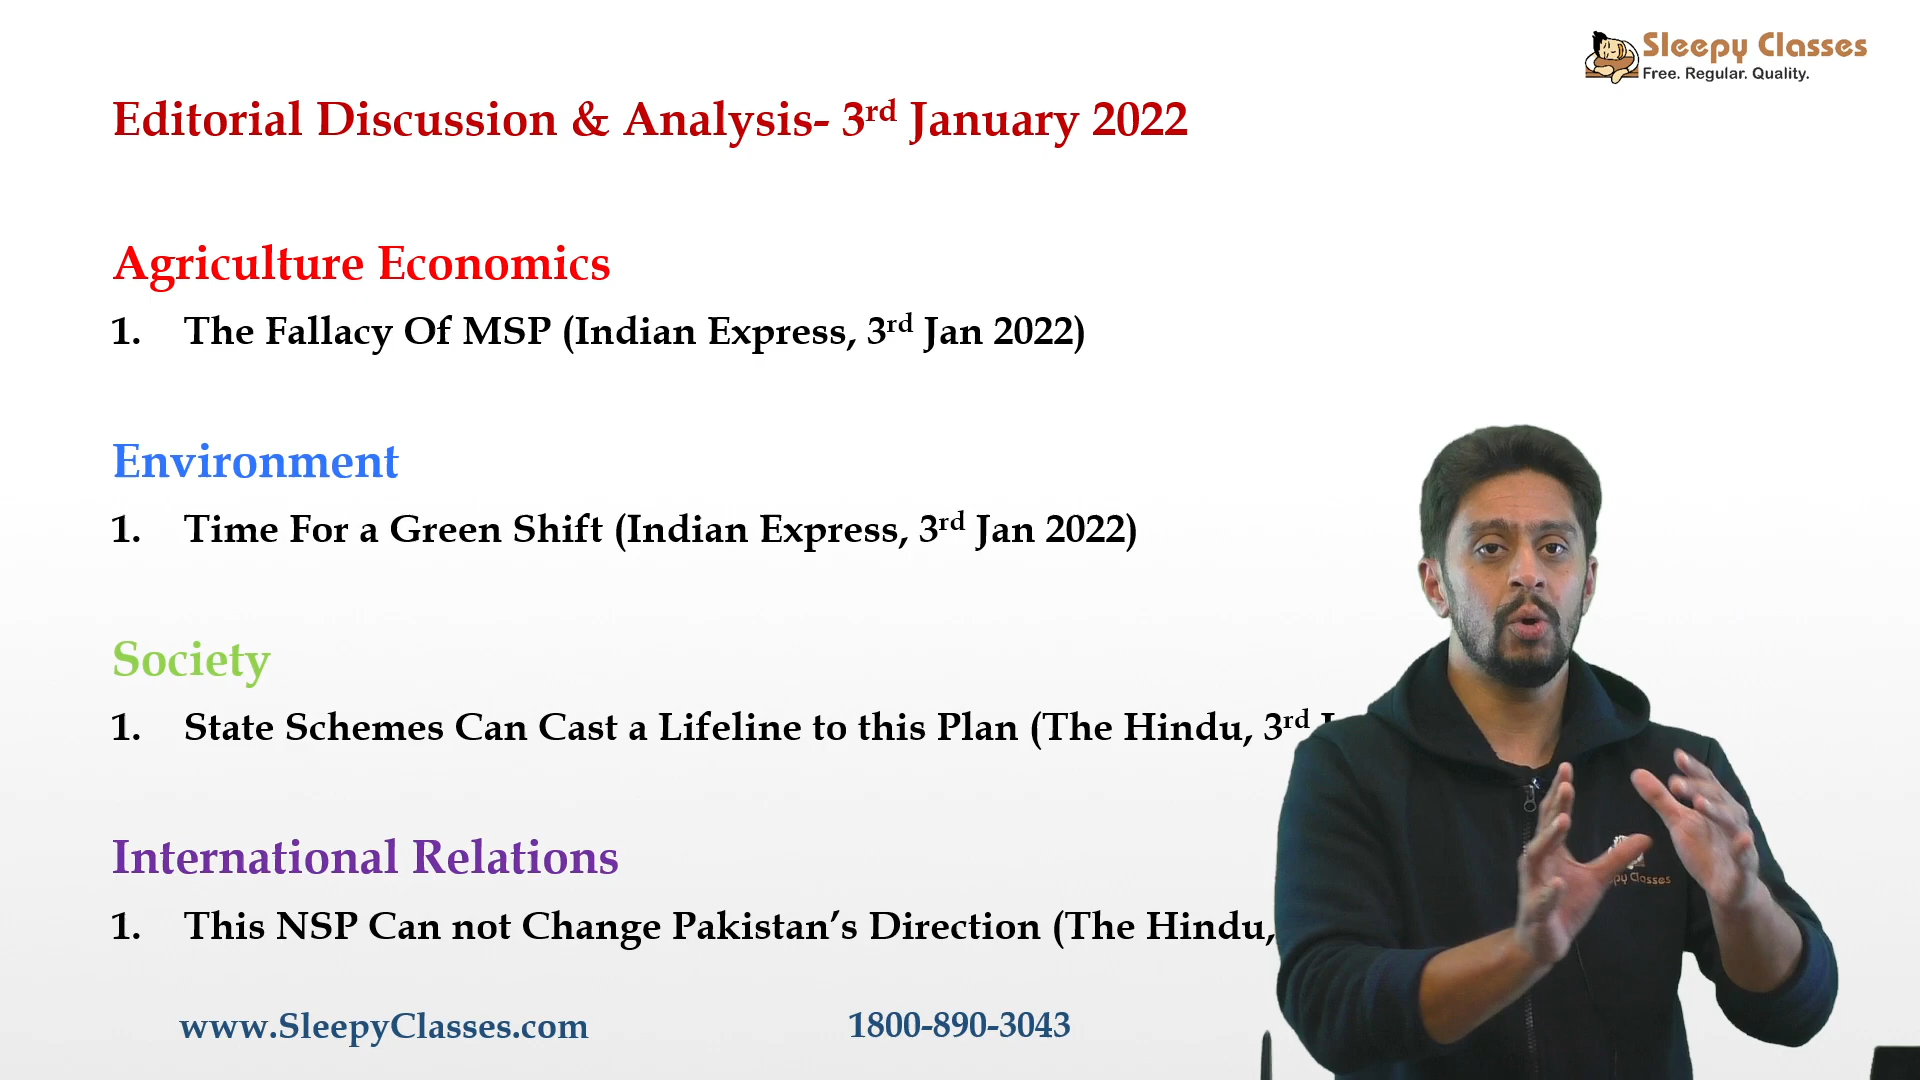 Sleepy Classes
Free. Regular. Quality.
Editorial Discussion & Analysis- 3rd January 2022
Agriculture Economics
1. The Fallacy Of MSP (Indian Express, 3rd Jan 2022)
Environment
1. Time For a Green Shift (Indian Express, 3rd Jan 2022)
Society
1. State Schemes Can Cast a Lifeline to this Plan (The Hindu, 3rd
International Relations
1. This NSP Can not Change Pakistan’s Direction (The Hindu,
Classes
www.SleepyClasses.com
1800-890-3043